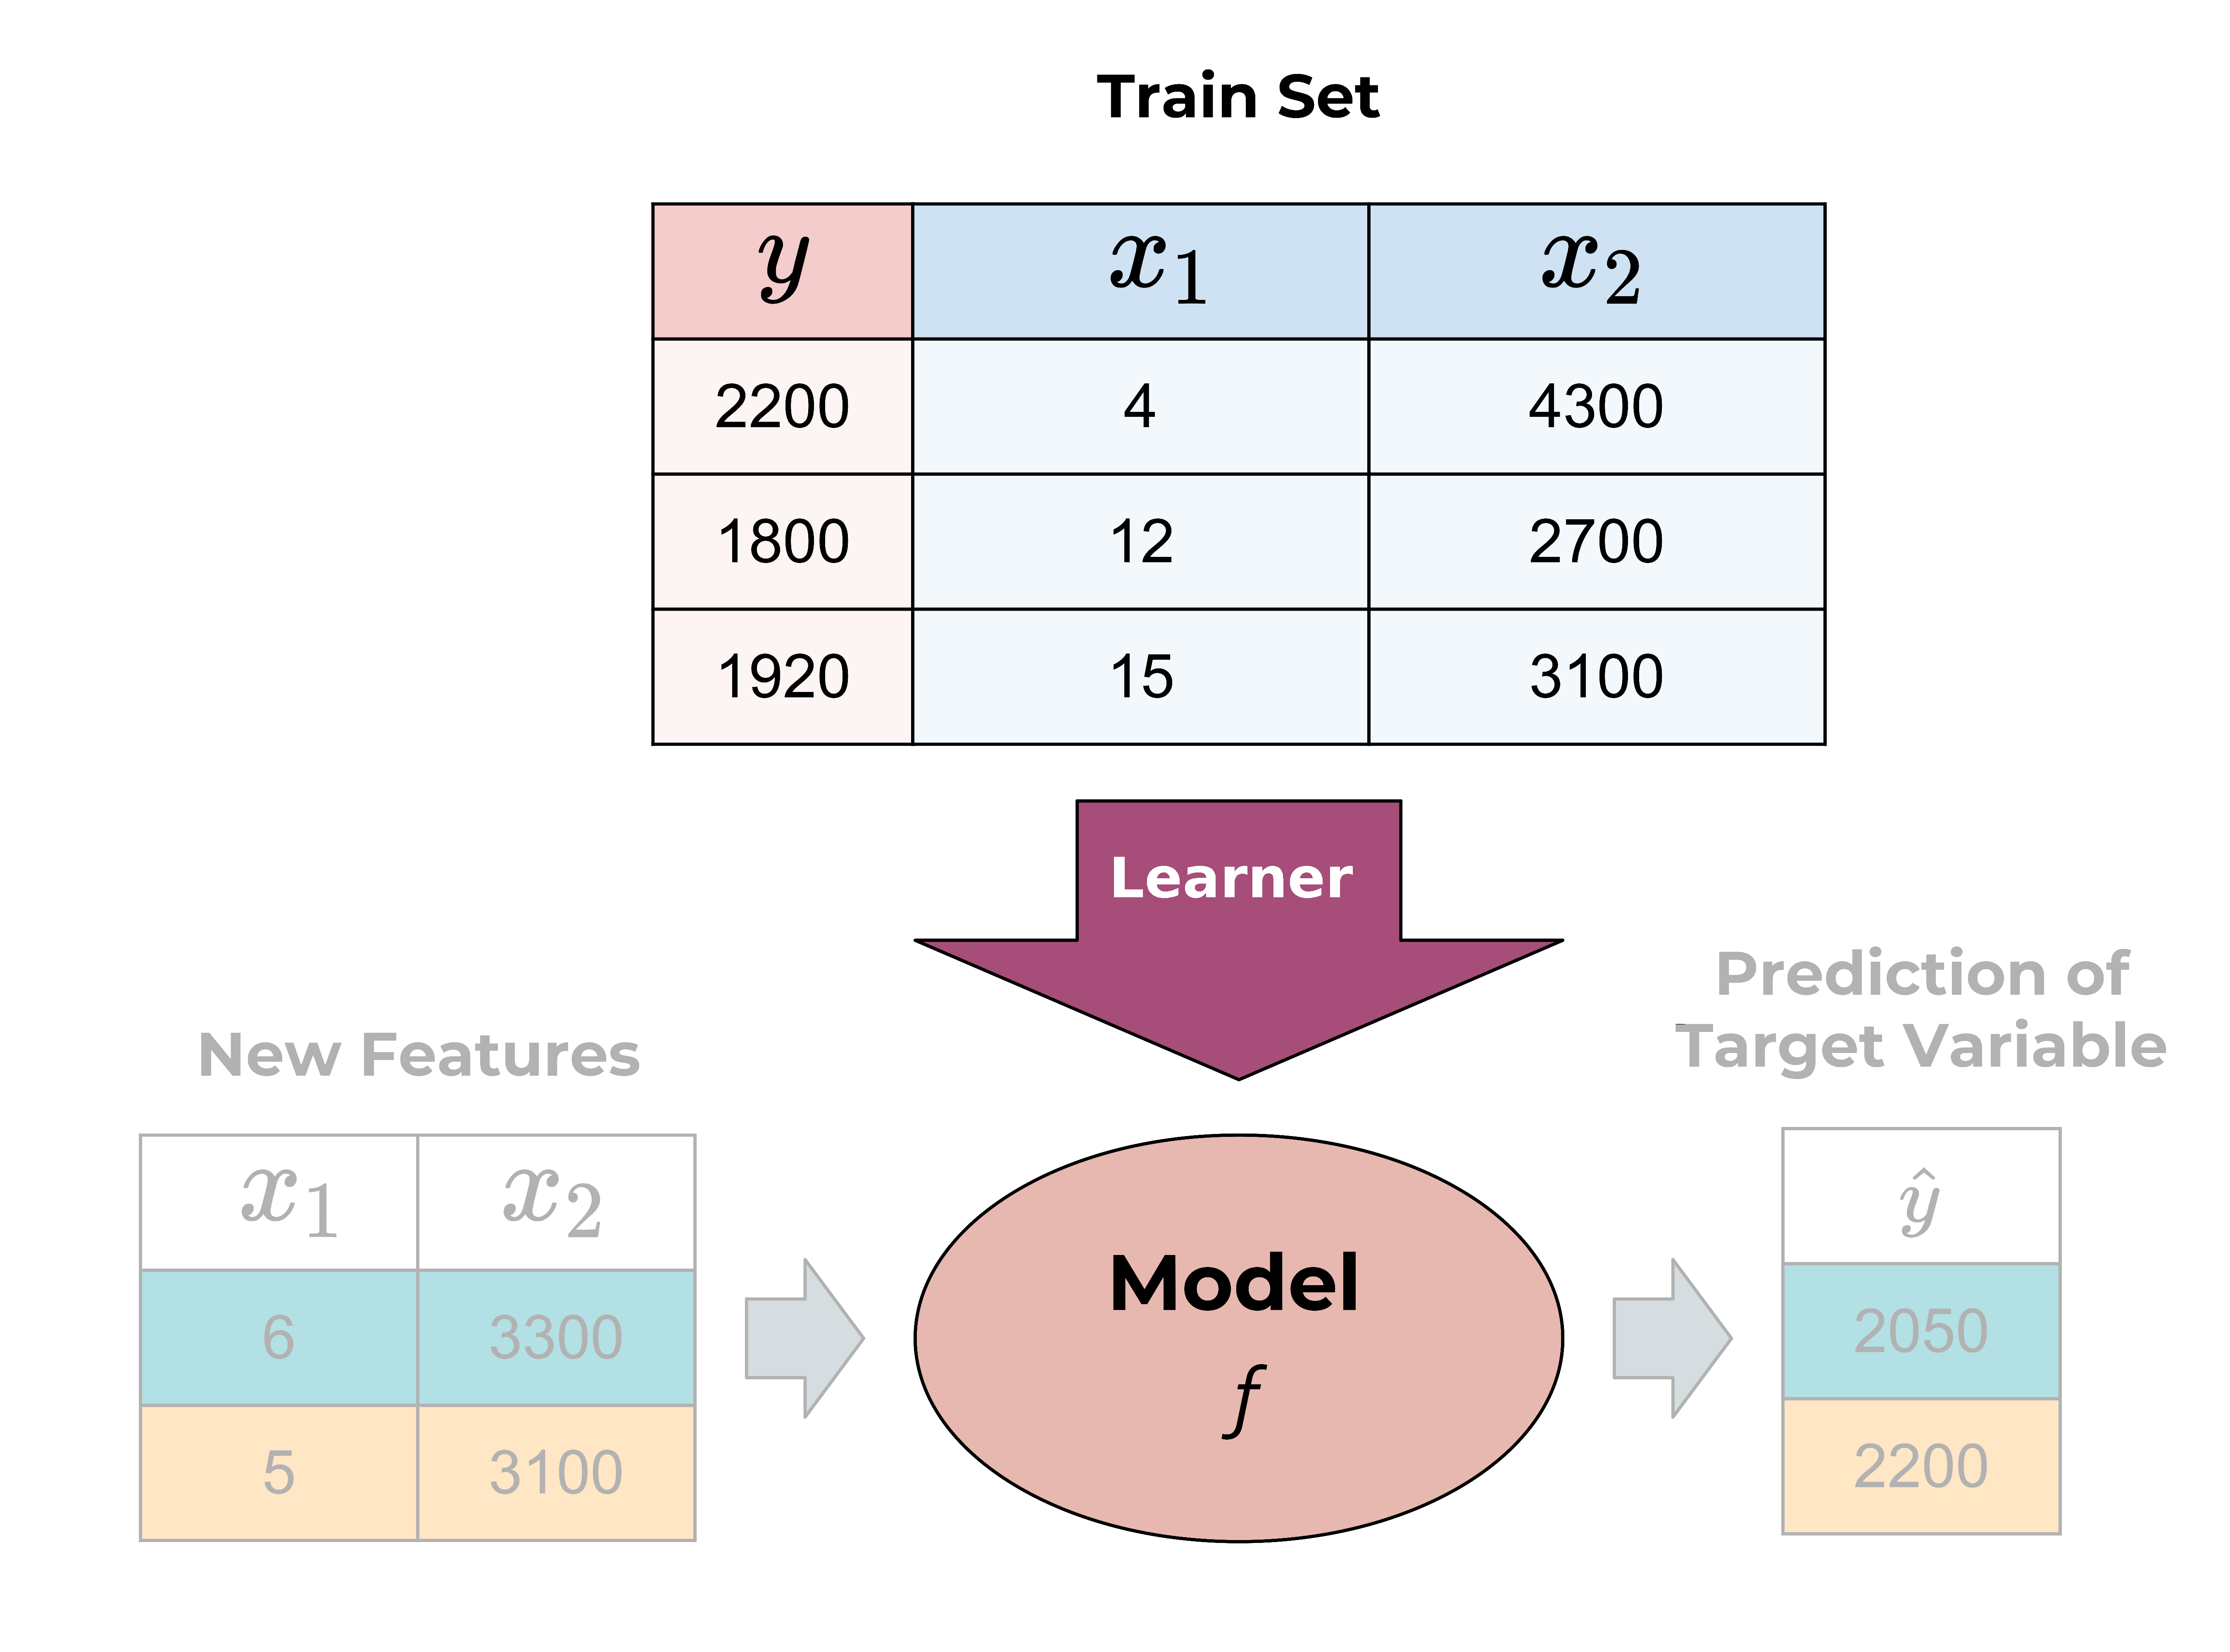 Train Set
y x₁ x₂
2200 4 4300
1800 12 2700
1920 15 3100
Learner
New Features
x₁ x₂
6 3300
5 3100
Model
f
Prediction of
Target Variable
ŷ
2050
2200